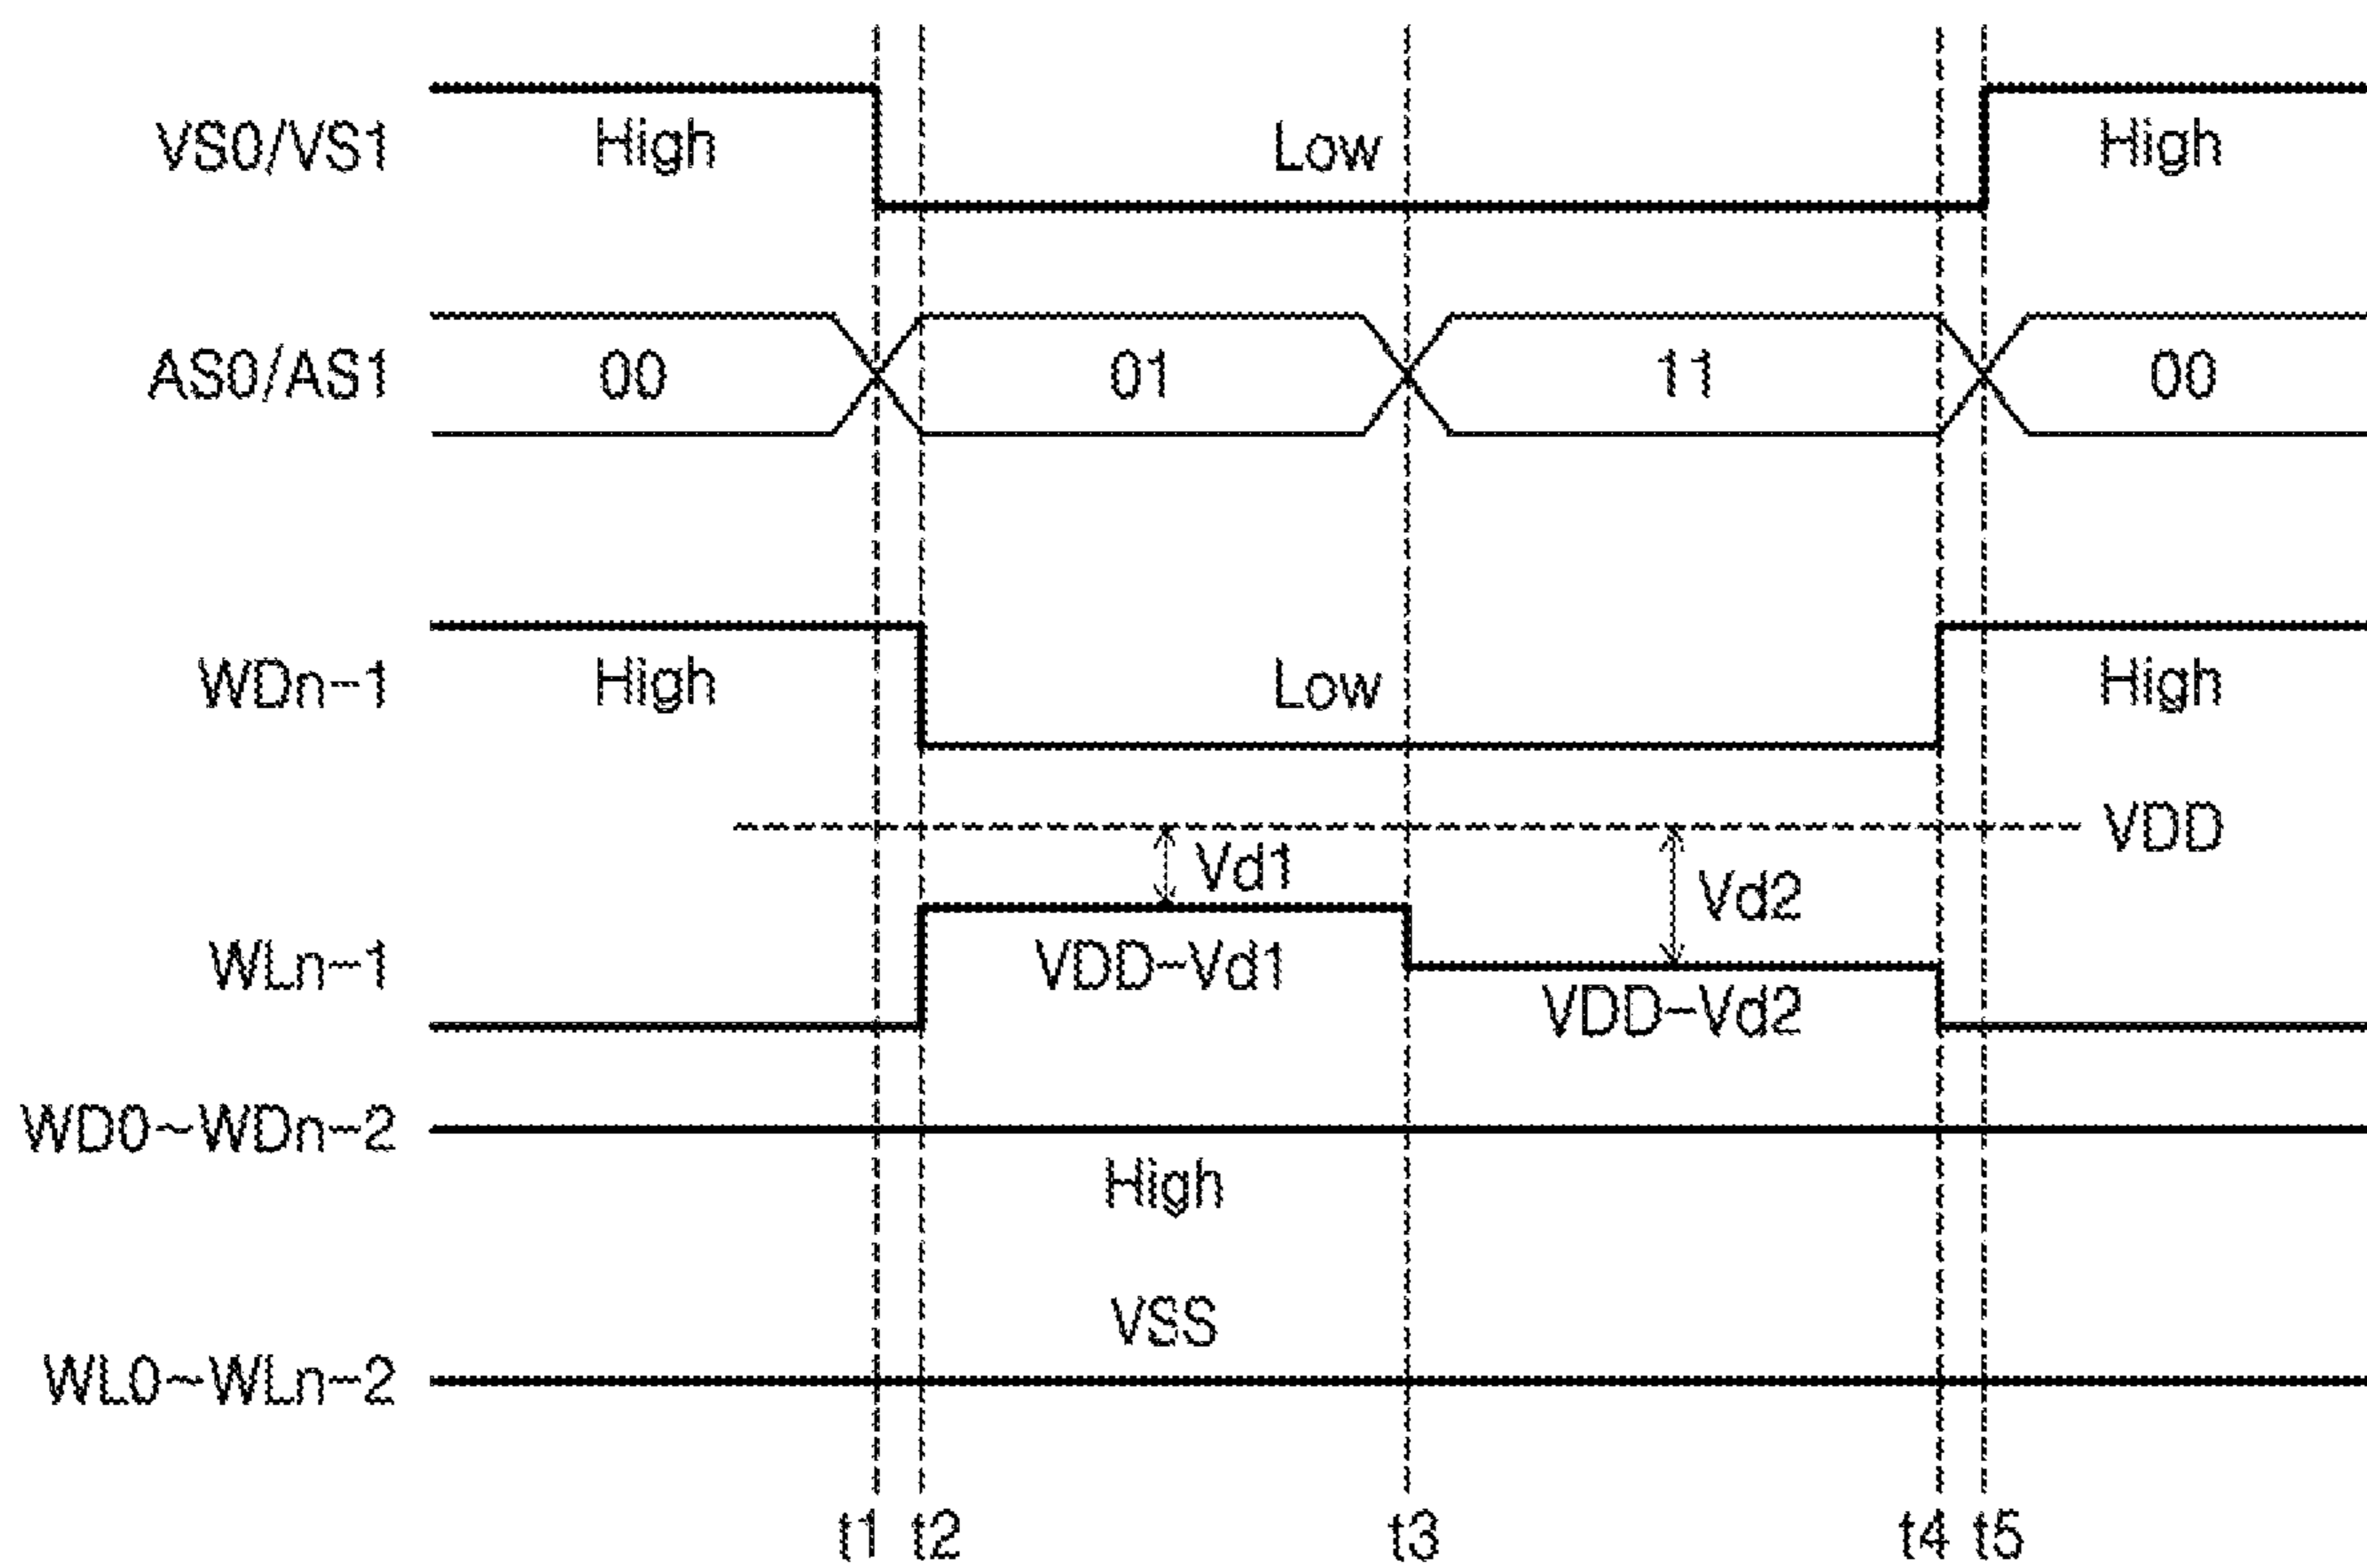 VS0/VS1 High Low High
AS0/AS1 00 01 11 00
WDn-1 High Low High
VDD
Vd1 Vd2
WLn-1 VDD-Vd1 VDD-Vd2
WD0~WDn-2
High
VSS
WL0~WLn-2
t1 t2 t3 t4 t5